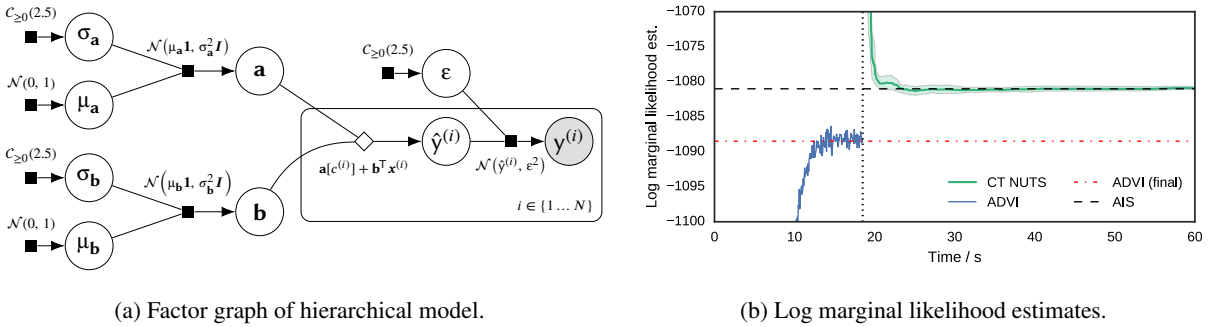 𝒞≥0(2.5)
σa
𝒩(μa1, σa²I)
𝒩(0, 1)
μa
a
𝒞≥0(2.5)
ε
𝒞≥0(2.5)
σb
𝒩(μb1, σb²I)
𝒩(0, 1)
μb
b
a[c⁽ⁱ⁾] + bᵀx⁽ⁱ⁾
ŷ⁽ⁱ⁾
𝒩(ŷ⁽ⁱ⁾, ε²)
y⁽ⁱ⁾
i ∈ {1 … N}
(a) Factor graph of hierarchical model.
Log marginal likelihood est.
−1070
−1075
−1080
−1085
−1090
−1095
−1100
CT NUTS
ADVI
ADVI (final)
AIS
0 10 20 30 40 50 60
Time / s
(b) Log marginal likelihood estimates.